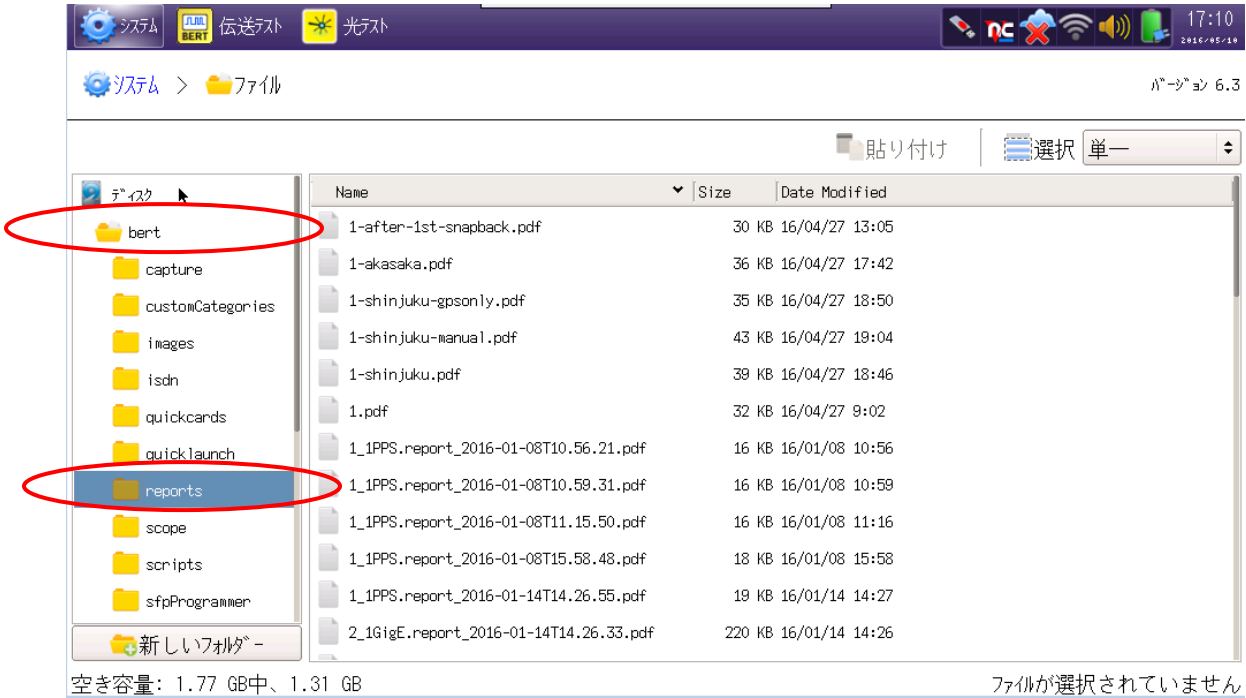 システム BERT 伝送テスト 光テスト 17:10
2016/05/10
システム > ファイル バージョン 6.3
貼り付け 選択 単一
ディスク
bert
capture
customCategories
images
isdn
quickcards
quicklaunch
reports
scope
scripts
sfpProgrammer
新しいフォルダー
Name Size Date Modified
1-after-1st-snapback.pdf 30 KB 16/04/27 13:05
1-akasaka.pdf 36 KB 16/04/27 17:42
1-shinjuku-gpsonly.pdf 35 KB 16/04/27 18:50
1-shinjuku-manual.pdf 43 KB 16/04/27 19:04
1-shinjuku.pdf 39 KB 16/04/27 18:46
1.pdf 32 KB 16/04/27 9:02
1_1PPS.report_2016-01-08T10.56.21.pdf 16 KB 16/01/08 10:56
1_1PPS.report_2016-01-08T10.59.31.pdf 16 KB 16/01/08 10:59
1_1PPS.report_2016-01-08T11.15.50.pdf 16 KB 16/01/08 11:16
1_1PPS.report_2016-01-08T15.58.48.pdf 18 KB 16/01/08 15:58
1_1PPS.report_2016-01-14T14.26.55.pdf 19 KB 16/01/14 14:27
2_1GigE.report_2016-01-14T14.26.33.pdf 220 KB 16/01/14 14:26
空き容量: 1.77 GB中、1.31 GB ファイルが選択されていません